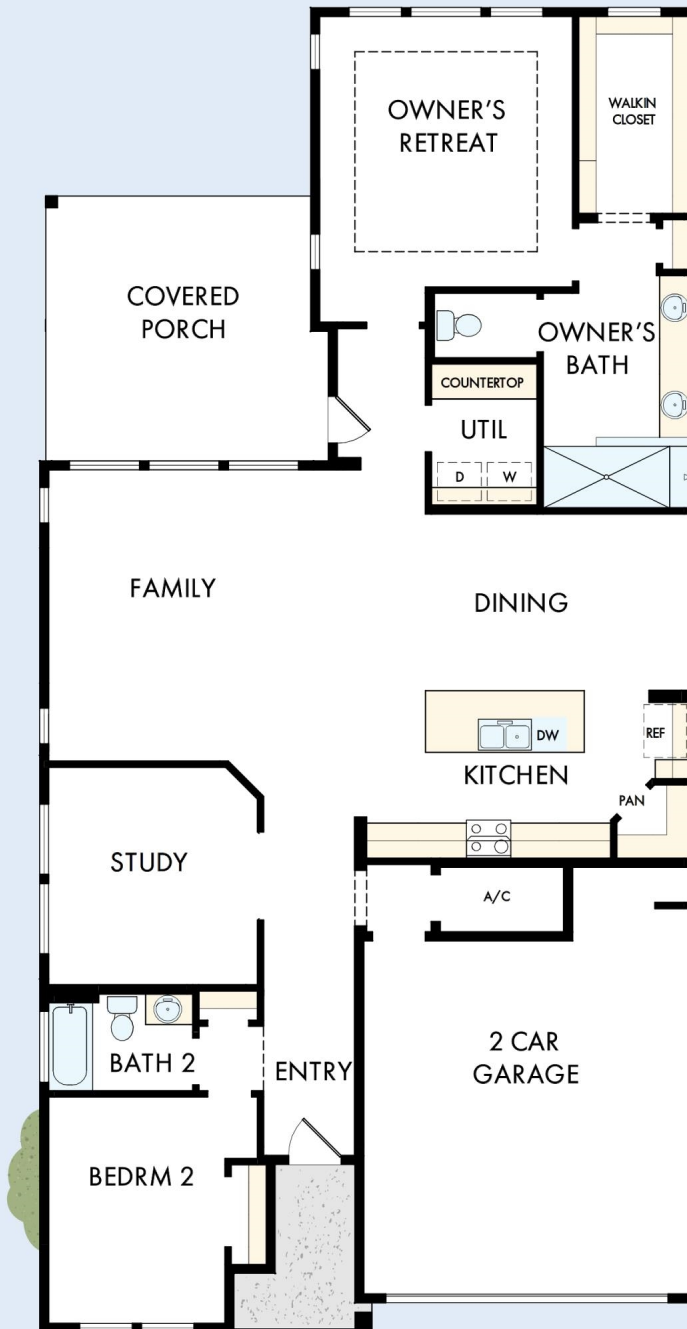 OWNER'S
RETREAT
WALKIN
CLOSET
COVERED
PORCH
OWNER'S
BATH
COUNTERTOP
UTIL
D
W
FAMILY
DINING
DW
REF
KITCHEN
PAN
STUDY
A/C
BATH 2
ENTRY
2 CAR
GARAGE
BEDRM 2